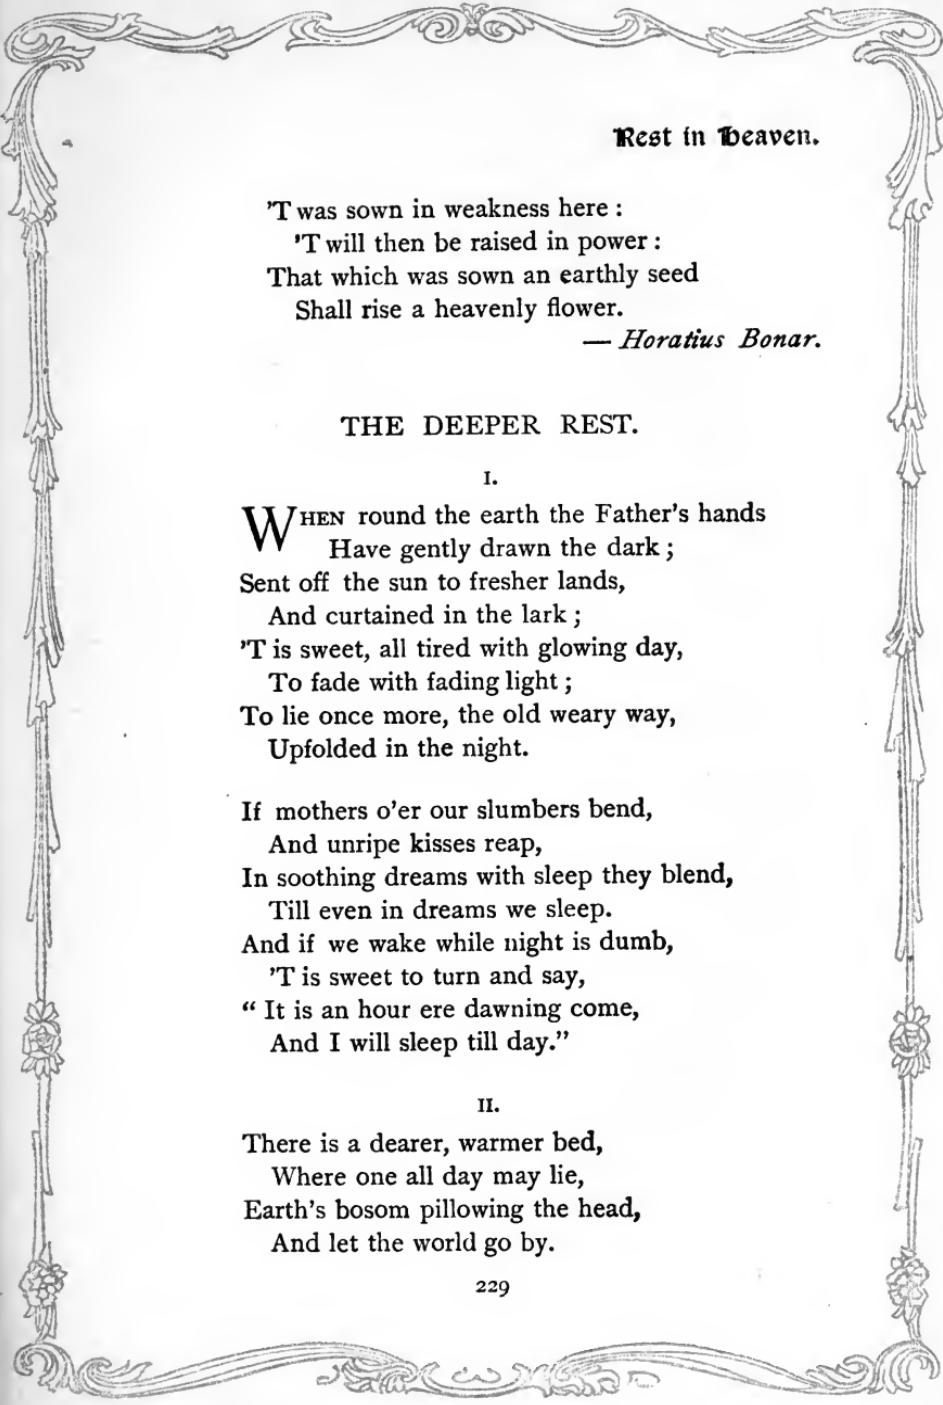 Rest in Heaven.
'T was sown in weakness here :
'T will then be raised in power :
That which was sown an earthly seed
Shall rise a heavenly flower.
— Horatius Bonar.
THE DEEPER REST.
I.
WHEN round the earth the Father's hands
Have gently drawn the dark ;
Sent off the sun to fresher lands,
And curtained in the lark ;
'T is sweet, all tired with glowing day,
To fade with fading light ;
To lie once more, the old weary way,
Upfolded in the night.
If mothers o'er our slumbers bend,
And unripe kisses reap,
In soothing dreams with sleep they blend,
Till even in dreams we sleep.
And if we wake while night is dumb,
'T is sweet to turn and say,
“ It is an hour ere dawning come,
And I will sleep till day.”
II.
There is a dearer, warmer bed,
Where one all day may lie,
Earth's bosom pillowing the head,
And let the world go by.
229